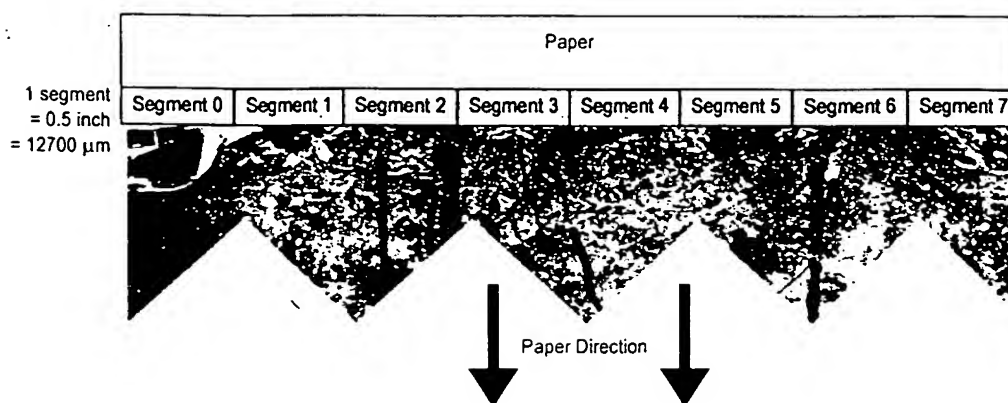 Paper
1 segment
= 0.5 inch
= 12700 µm
Segment 0 Segment 1 Segment 2 Segment 3 Segment 4 Segment 5 Segment 6 Segment 7
Paper Direction